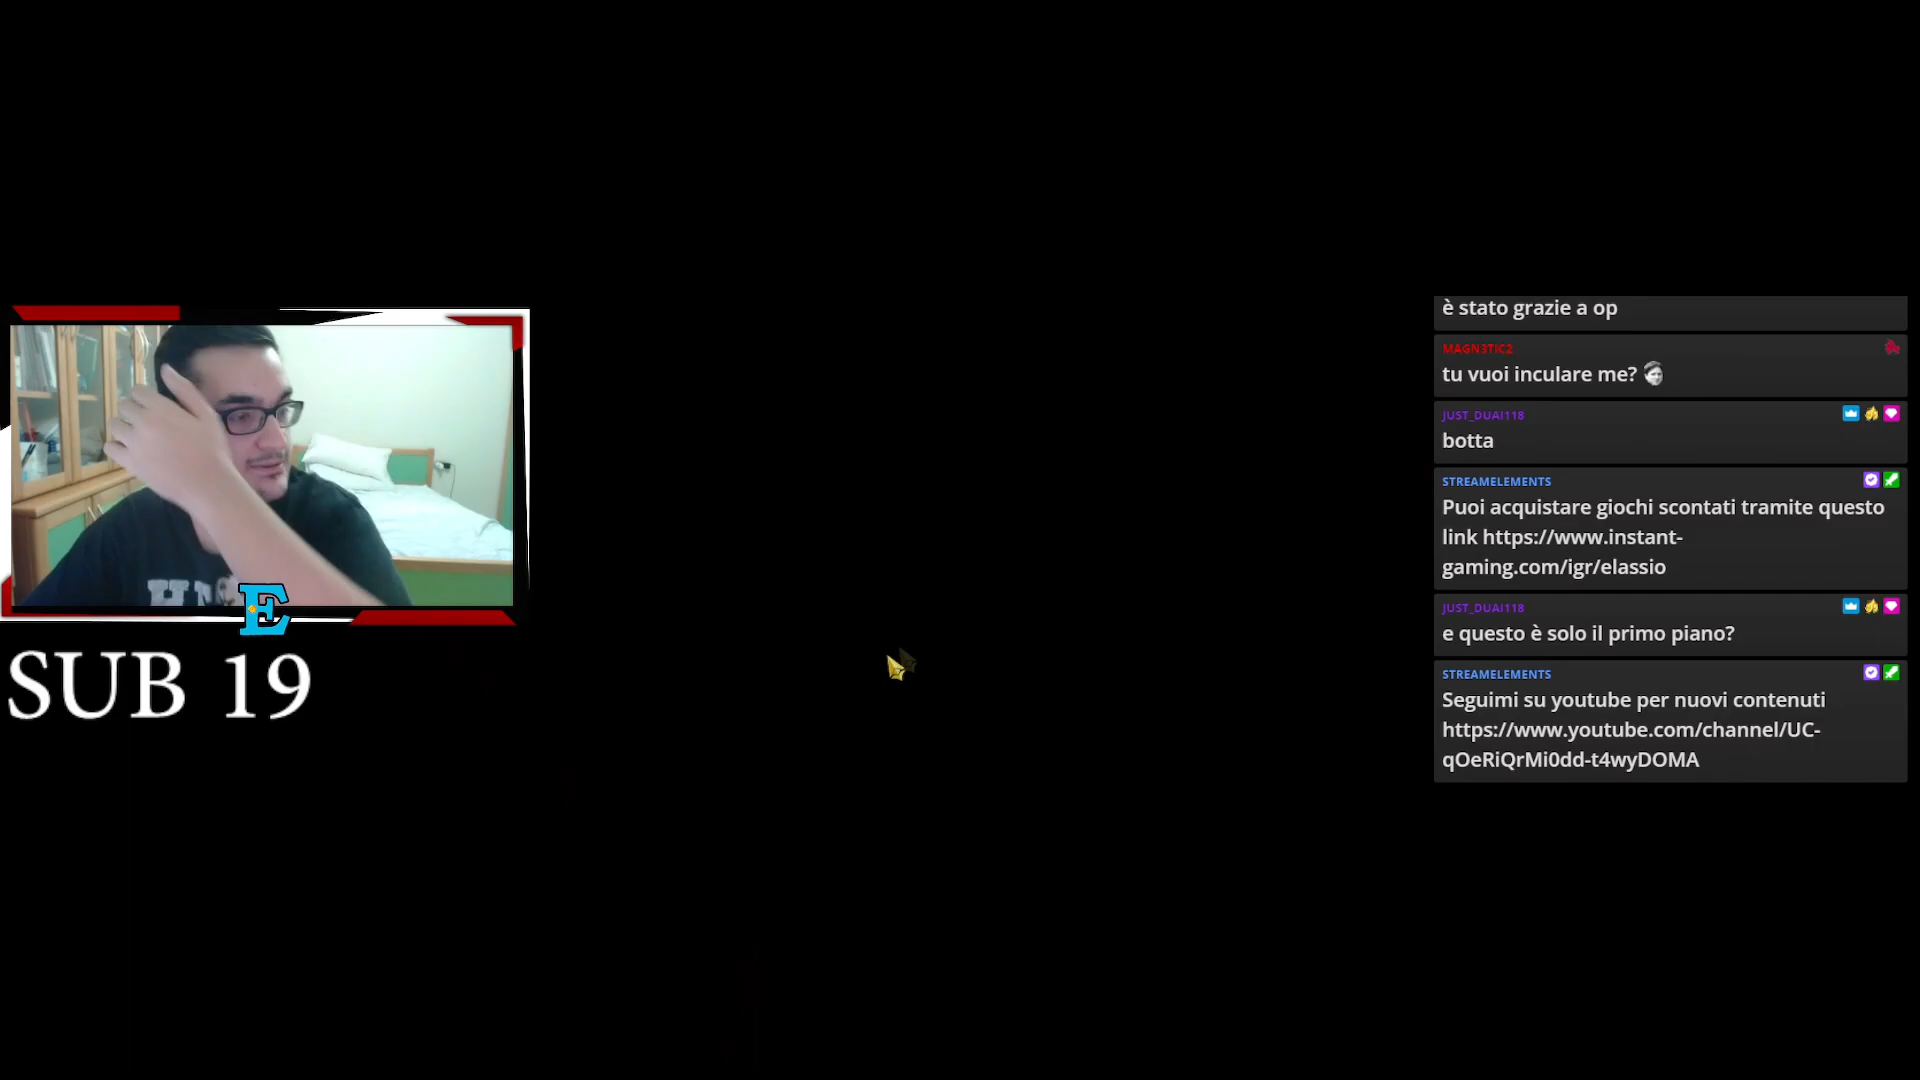 è stato grazie a op
MAGN3TIC2
tu vuoi inculare me?
JUST_DUAI118
botta
STREAMELEMENTS
Puoi acquistare giochi scontati tramite questo
link https://www.instant-
gaming.com/igr/elassio
JUST_DUAI118
e questo è solo il primo piano?
STREAMELEMENTS
Seguimi su youtube per nuovi contenuti
https://www.youtube.com/channel/UC-
qOeRiQrMi0dd-t4wyDOMA
E
SUB 19